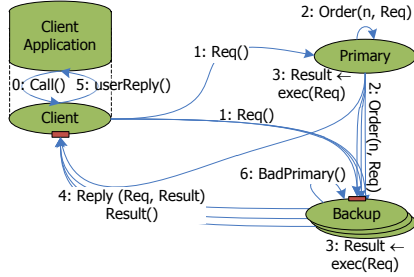 Client
Application
0: Call()
5: userReply()
Client
1: Req()
1: Req()
2: Order(n, Req)
Primary
3: Result ←
exec(Req)
2: Order(n, Req)
4: Reply (Req, Result)
Result()
6: BadPrimary()
Backup
3: Result ←
exec(Req)